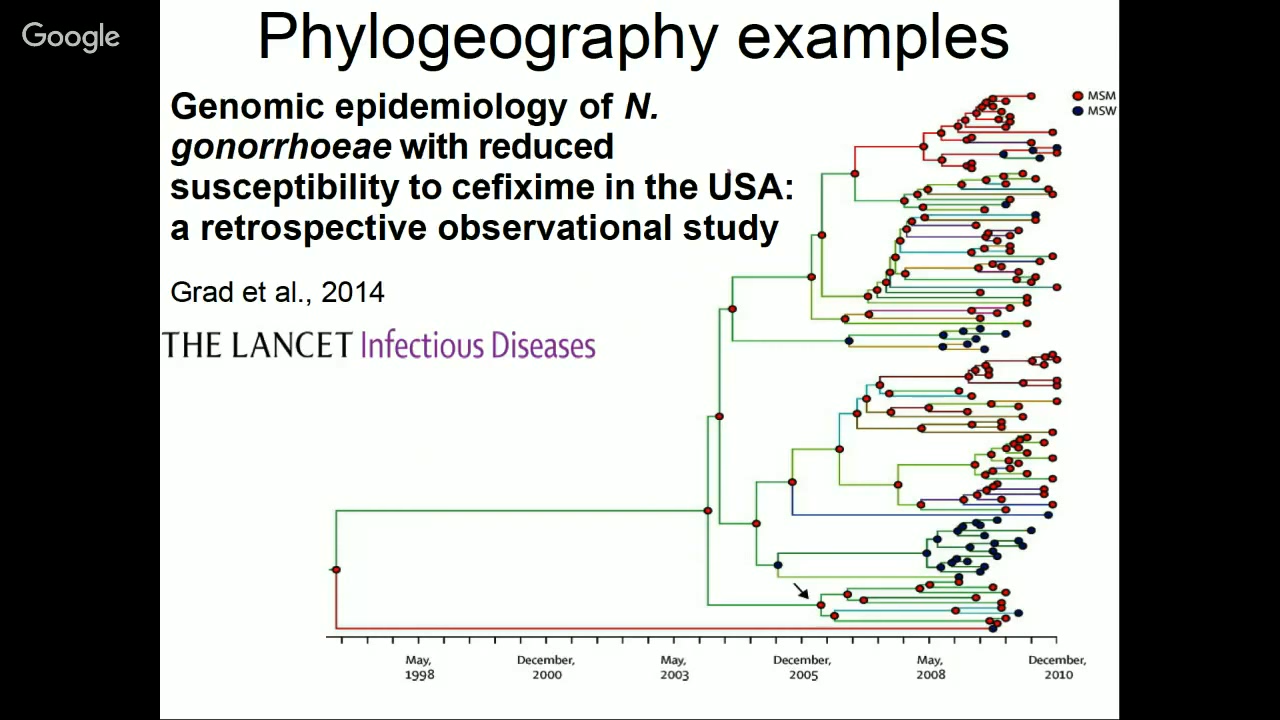 Google
Phylogeography examples
Genomic epidemiology of N.
gonorrhoeae with reduced
susceptibility to cefixime in the USA:
a retrospective observational study
Grad et al., 2014
THE LANCET Infectious Diseases
MSM
MSW
May,
1998
December,
2000
May,
2003
December,
2005
May,
2008
December,
2010